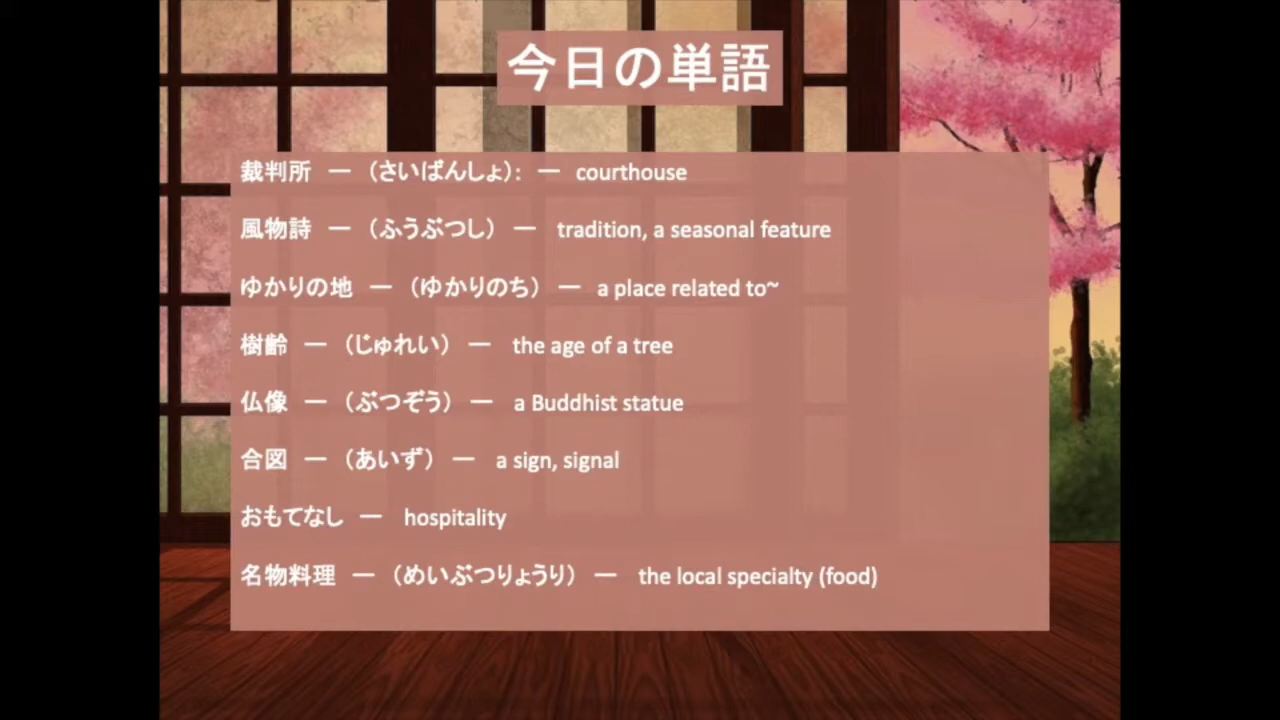 今日の単語
裁判所 ー （さいばんしょ）: ー courthouse
風物詩 ー （ふうぶつし） ー tradition, a seasonal feature
ゆかりの地 ー （ゆかりのち） ー a place related to~
樹齢 ー （じゅれい） ー the age of a tree
仏像 ー （ぶつぞう） ー a Buddhist statue
合図 ー （あいず） ー a sign, signal
おもてなし ー hospitality
名物料理 ー （めいぶつりょうり） ー the local specialty (food)